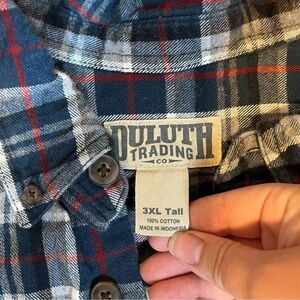 DULUTH
TRADING
CO
3XL Tall
100% COTTON
MADE IN INDONESIA